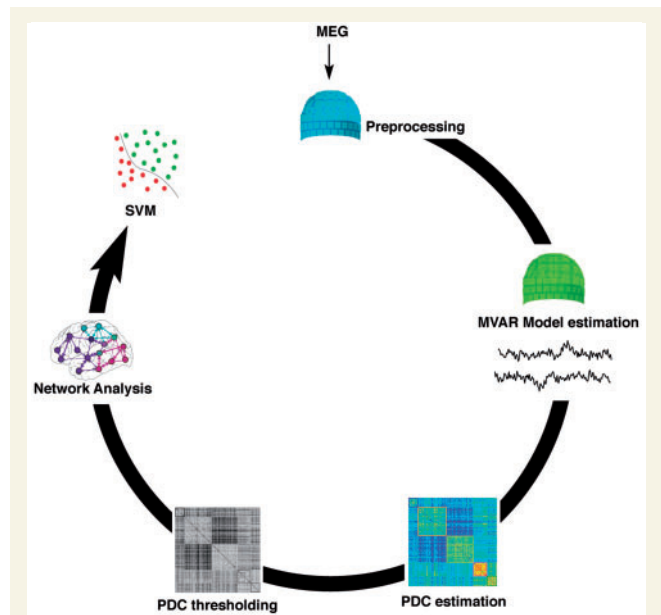 MEG
Preprocessing
SVM
MVAR Model estimation
Network Analysis
PDC thresholding
PDC estimation